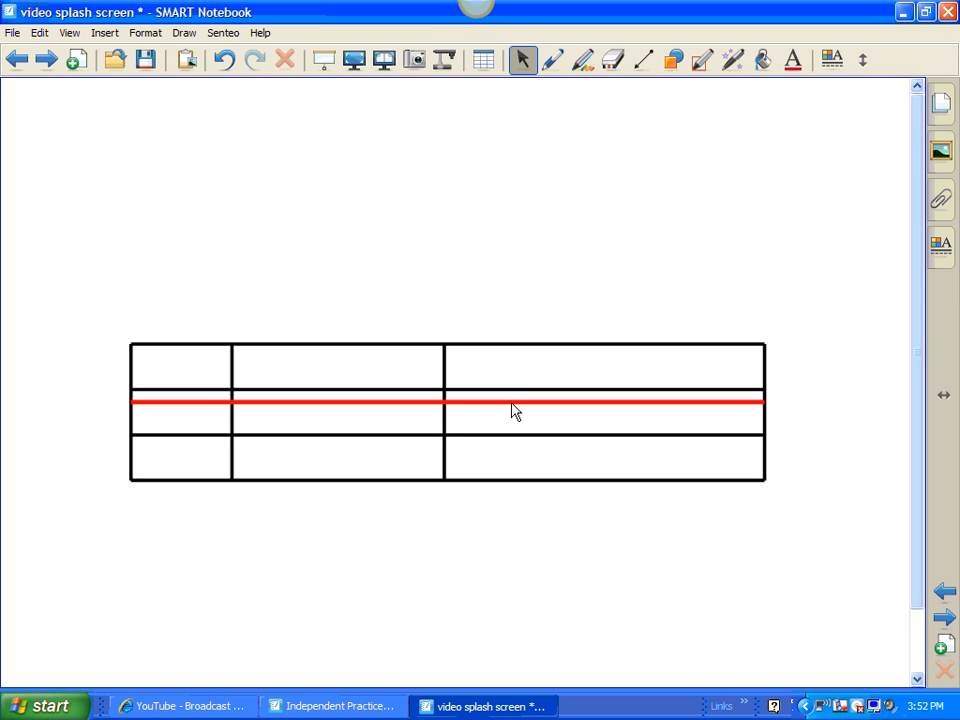 video splash screen * - SMART Notebook
File Edit View Insert Format Draw Senteo Help
start
YouTube - Broadcast ...
Independent Practice...
video splash screen *...
Links
3:52 PM